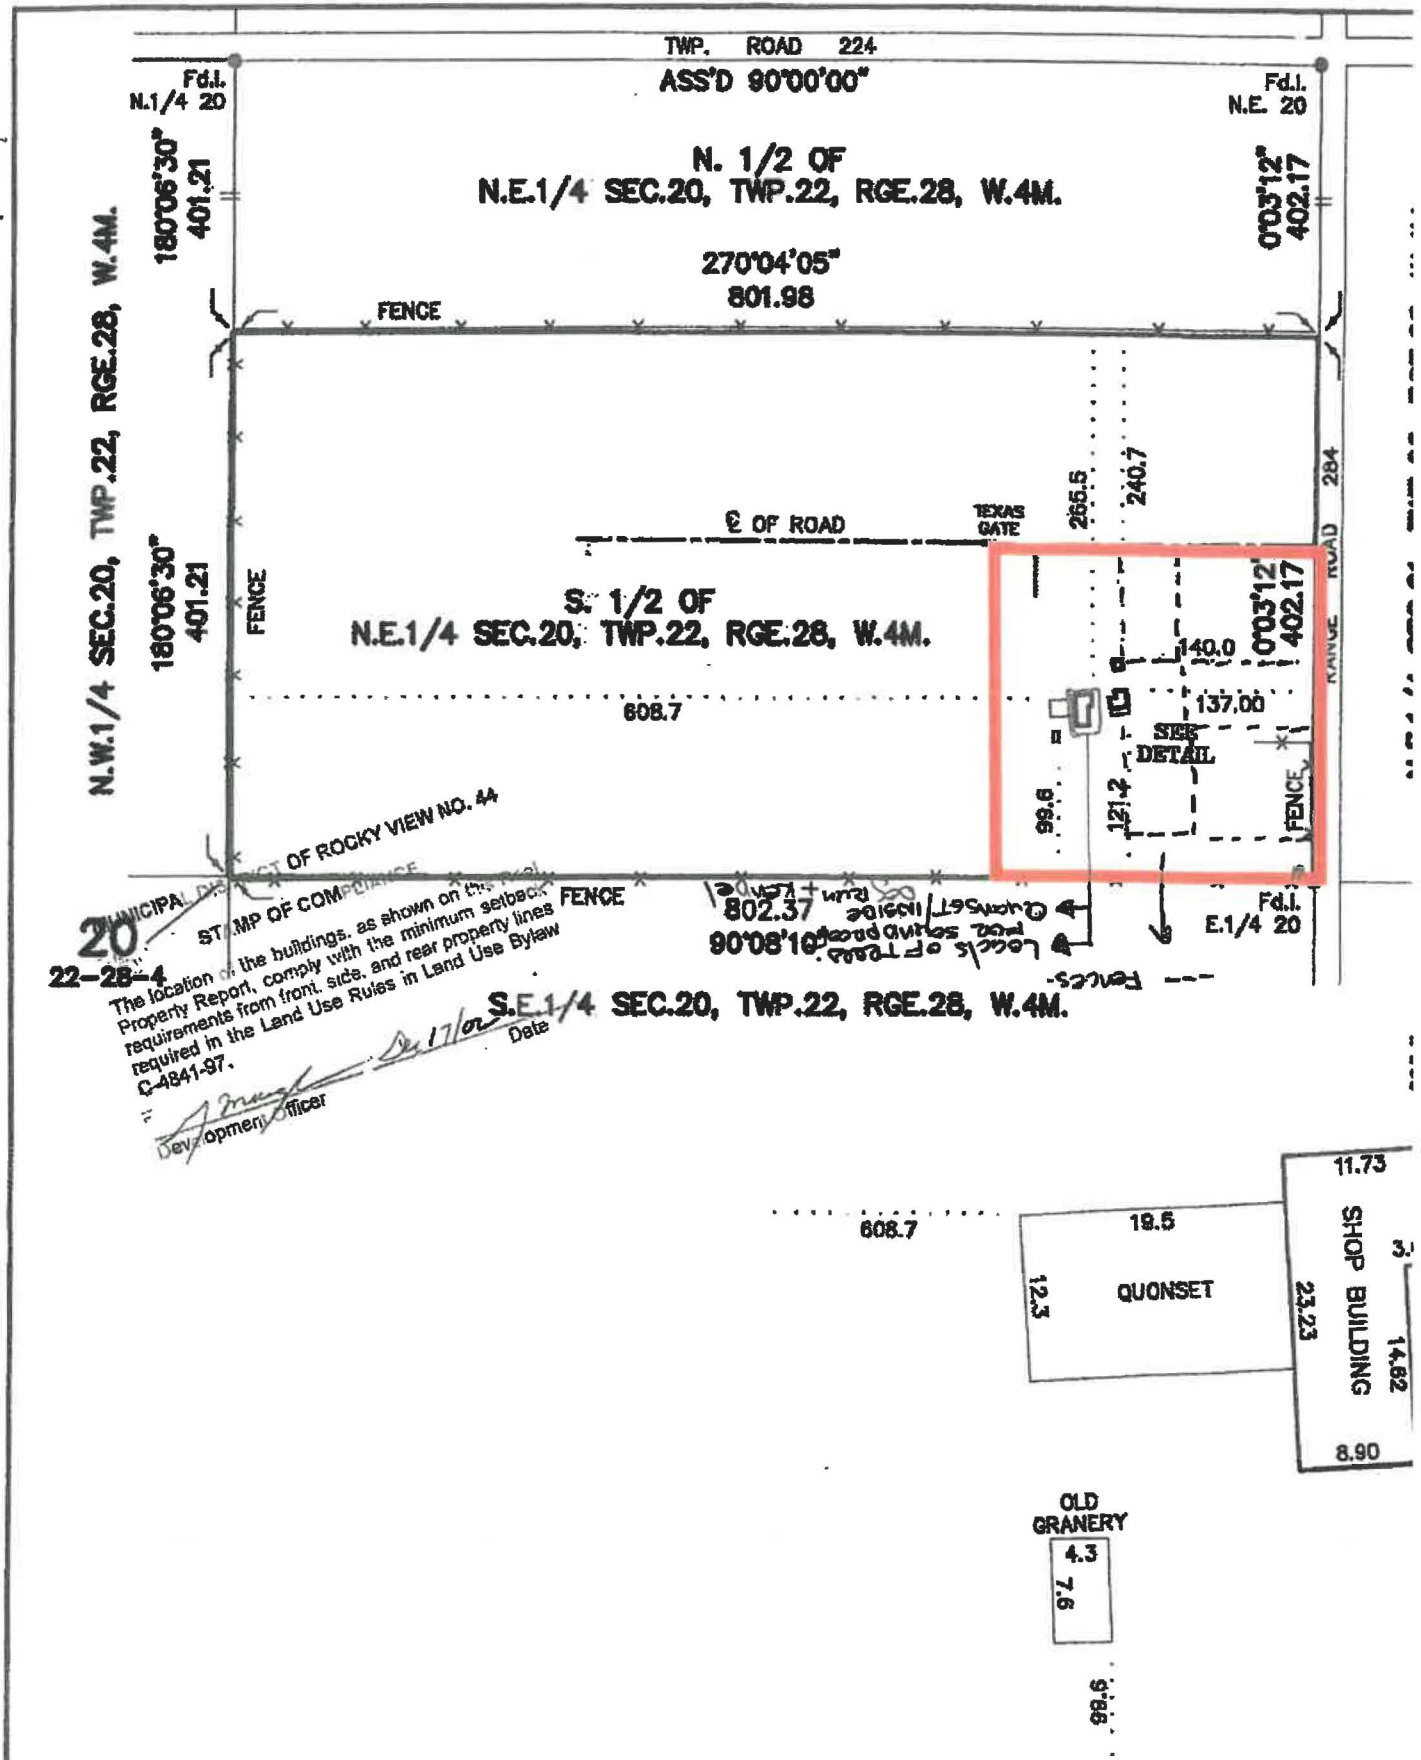 TWP. ROAD 224
ASS'D 90°00'00"
Fd.I.
N.1/4 20
Fd.I.
N.E. 20
180°06'30"
401.21
N. 1/2 OF
N.E.1/4 SEC.20, TWP.22, RGE.28, W.4M.
0°03'12"
402.17
270°04'05"
801.98
FENCE
N.W.1/4 SEC.20, TWP.22, RGE.28, W.4M.
265.5
240.7
RANGE ROAD 284
℄ OF ROAD
TEXAS
GATE
180°06'30"
401.21
FENCE
S. 1/2 OF
N.E.1/4 SEC.20, TWP.22, RGE.28, W.4M.
0°03'12"
402.17
140.0
608.7
137.00
SEE
DETAIL
99.6
121.2
FENCE
MUNICIPAL DISTRICT OF ROCKY VIEW NO. 44
STAMP OF COMPLIANCE
The location of the buildings, as shown on this Real
Property Report, comply with the minimum setback
requirements from front, side, and rear property lines
required in the Land Use Rules in Land Use Bylaw
C-4841-97.
Date
Development Officer
FENCE
802.37
90°08'10"
Quonset/inside
Run + Kennel
Fences
Fd.I.
E.1/4 20
20
22-28-4
S.E.1/4 SEC.20, TWP.22, RGE.28, W.4M.
11.73
608.7
19.5
12.3
QUONSET
23.23
SHOP BUILDING
14.62
8.90
OLD
GRANERY
4.3
7.6
99.6